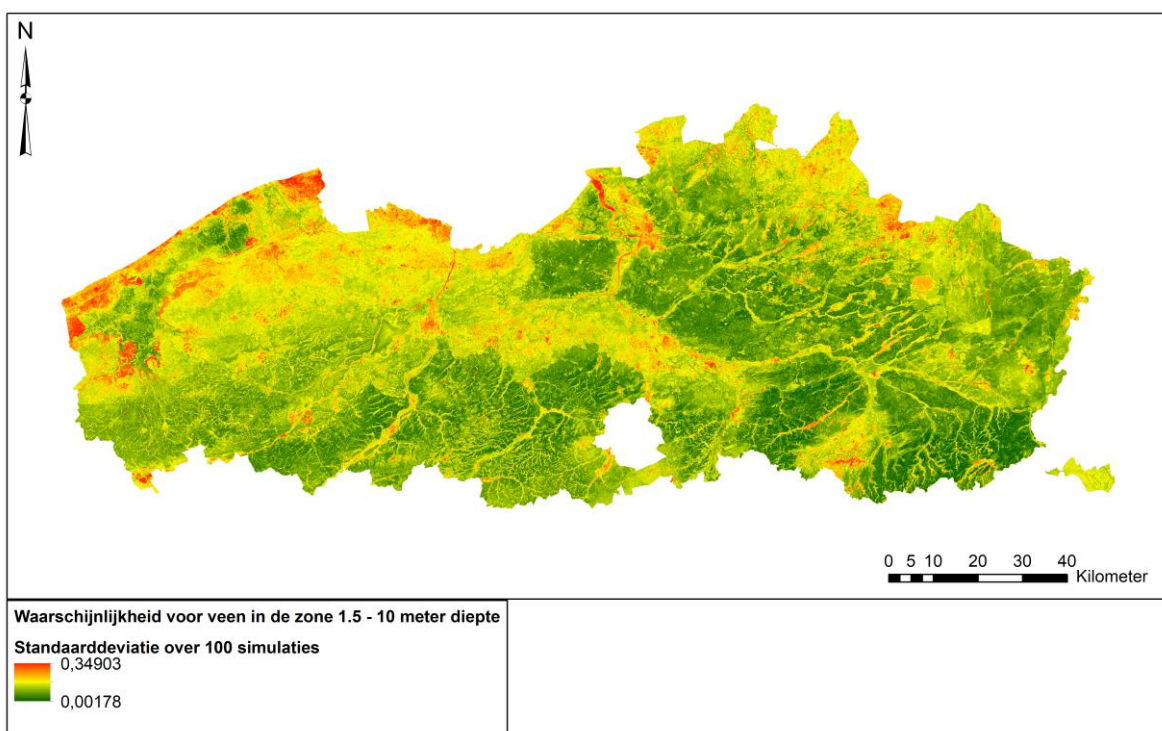 N
0 5 10 20 30 40
Kilometer
Waarschijnlijkheid voor veen in de zone 1.5 - 10 meter diepte
Standaarddeviatie over 100 simulaties
0,34903
0,00178